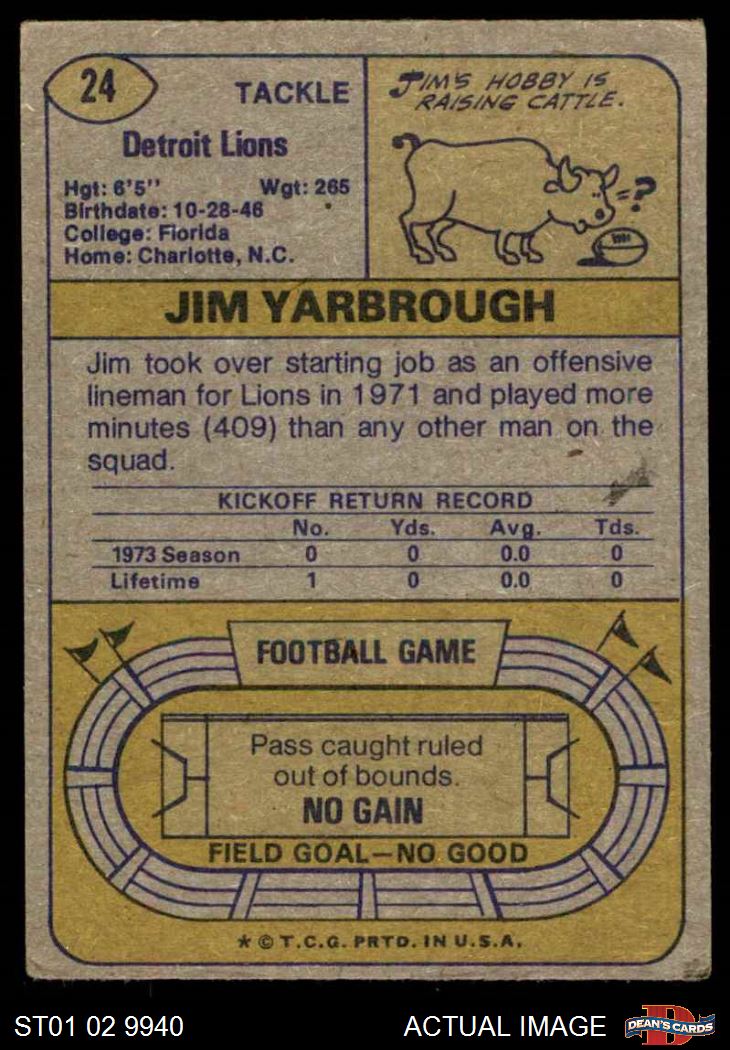 24
TACKLE
Detroit Lions
Hgt: 6'5'' Wgt: 265
Birthdate: 10-28-46
College: Florida
Home: Charlotte, N.C.
JIM'S HOBBY IS
RAISING CATTLE.
=?
JIM YARBROUGH
Jim took over starting job as an offensive
lineman for Lions in 1971 and played more
minutes (409) than any other man on the
squad.
KICKOFF RETURN RECORD
No. Yds. Avg. Tds.
1973 Season 0 0 0.0 0
Lifetime 1 0 0.0 0
FOOTBALL GAME
Pass caught ruled
out of bounds.
NO GAIN
FIELD GOAL—NO GOOD
* © T.C.G. PRTD. IN U.S.A.
ST01 02 9940 ACTUAL IMAGE
D
DEAN'S CARDS